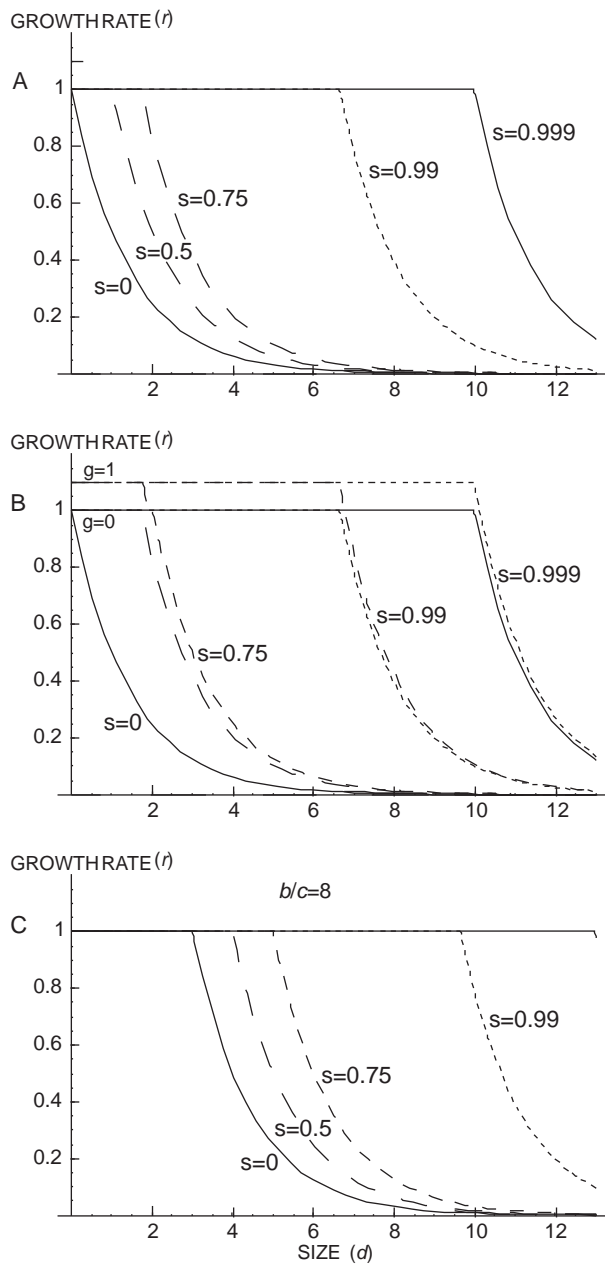 GROWTH RATE (r)
A
1
0.8
0.6
0.4
0.2
s=0
s=0.5
s=0.75
s=0.99
s=0.999
2 4 6 8 10 12
GROWTH RATE (r)
B
g=1
1
g=0
0.8
0.6
0.4
0.2
s=0
s=0.75
s=0.99
s=0.999
2 4 6 8 10 12
GROWTH RATE (r)
b/c=8
C
1
0.8
0.6
0.4
0.2
s=0
s=0.5
s=0.75
s=0.99
2 4 6 8 10 12
SIZE (d)